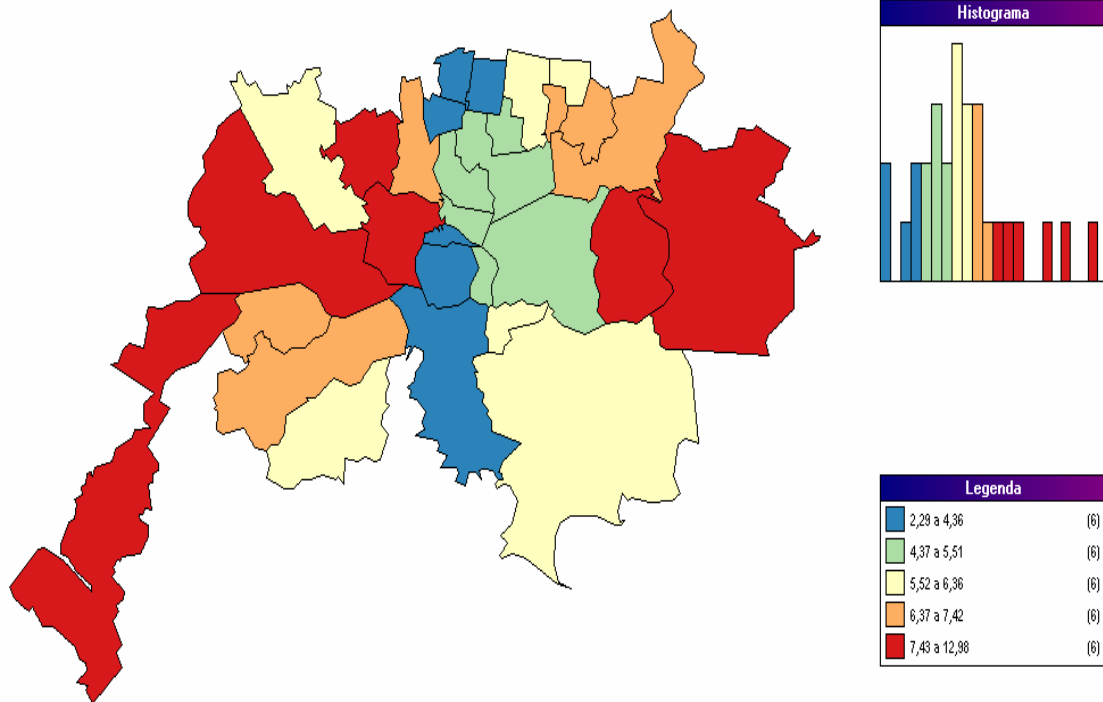 Histograma
Legenda
2,29 a 4,36 (6)
4,37 a 5,51 (6)
5,52 a 6,36 (6)
6,37 a 7,42 (6)
7,43 a 12,98 (6)